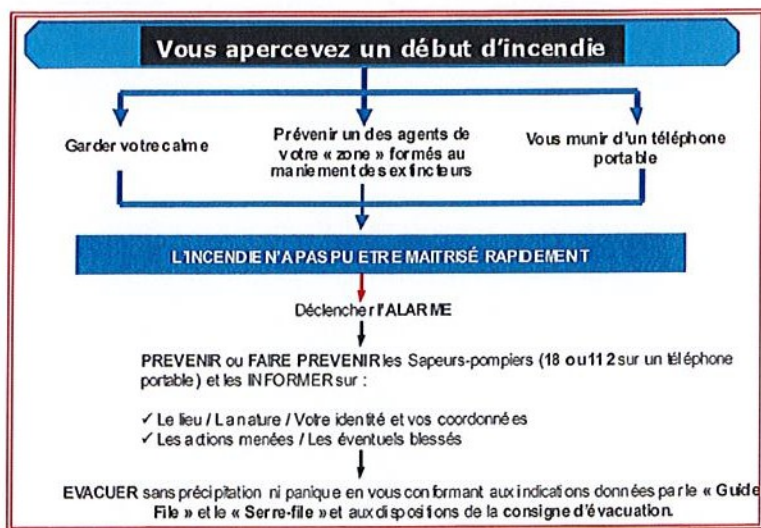 Vous apercevez un début d'incendie
Garder votre calme
Prévenir un des agents de
votre « zone » formés au
maniement des extincteurs
Vous munir d'un téléphone
portable
L'INCENDIE N'A PAS PU ETRE MAITRISÉ RAPIDEMENT
Déclencher l'ALARME
PREVENIR ou FAIRE PREVENIR les Sapeurs-pompiers (18 ou 112 sur un téléphone
portable) et les INFORMER sur :
✓ Le lieu / La nature / Votre identité et vos coordonnées
✓ Les actions menées / Les éventuels blessés
EVACUER sans précipitation ni panique en vous conformant aux indications données par le « Guide
File » et le « Serre-file » et aux dispositions de la consigne d'évacuation.